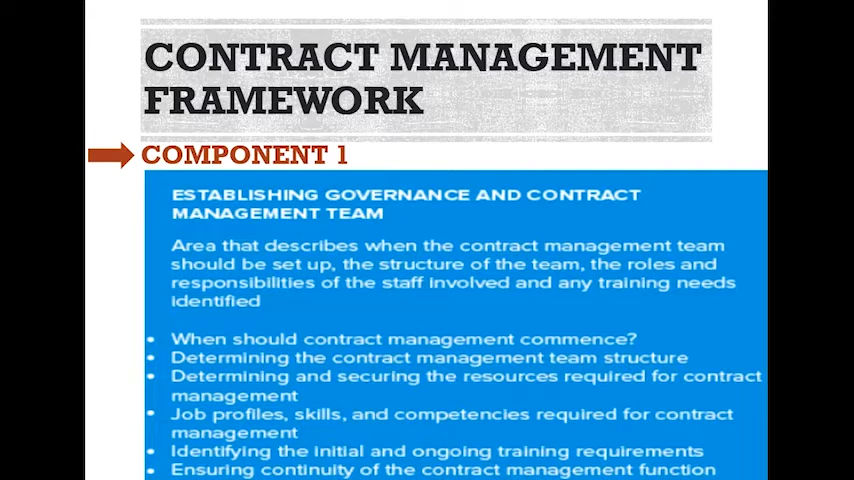 CONTRACT MANAGEMENT
FRAMEWORK
COMPONENT 1
ESTABLISHING GOVERNANCE AND CONTRACT
MANAGEMENT TEAM
Area that describes when the contract management team
should be set up, the structure of the team, the roles and
responsibilities of the staff involved and any training needs
identified
• When should contract management commence?
• Determining the contract management team structure
• Determining and securing the resources required for contract
management
• Job profiles, skills, and competencies required for contract
management
• Identifying the initial and ongoing training requirements
• Ensuring continuity of the contract management function